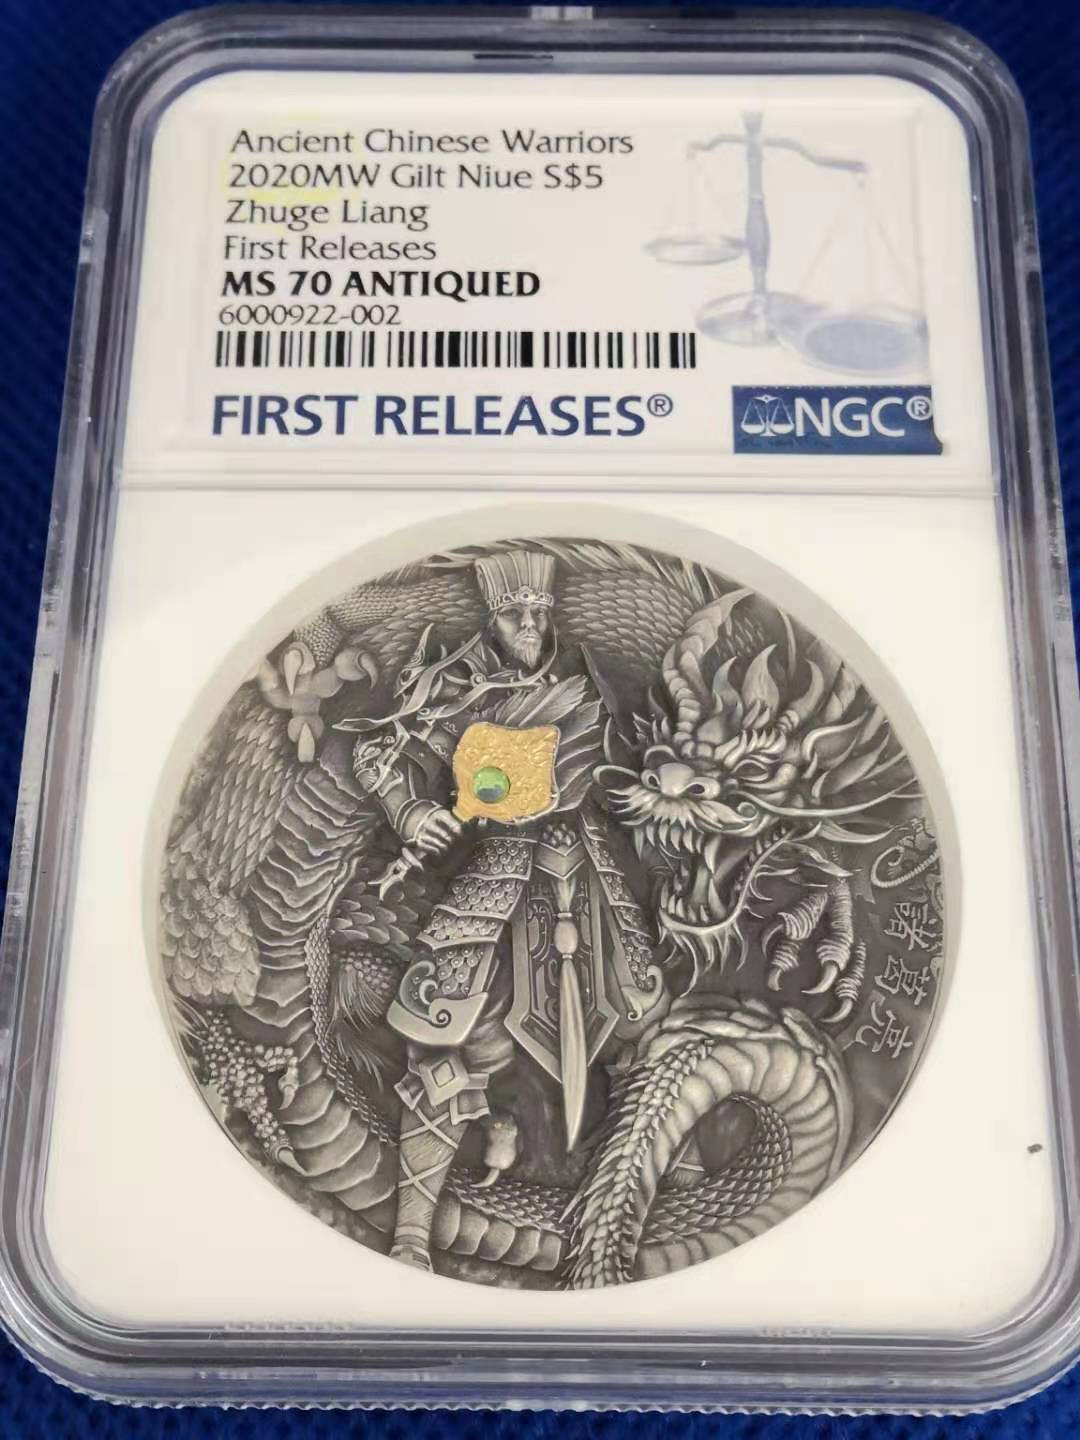 Ancient Chinese Warriors
2020MW Gilt Niue S$5
Zhuge Liang
First Releases
MS 70 ANTIQUED
6000922-002
FIRST RELEASES®
NGC®
諸葛亮